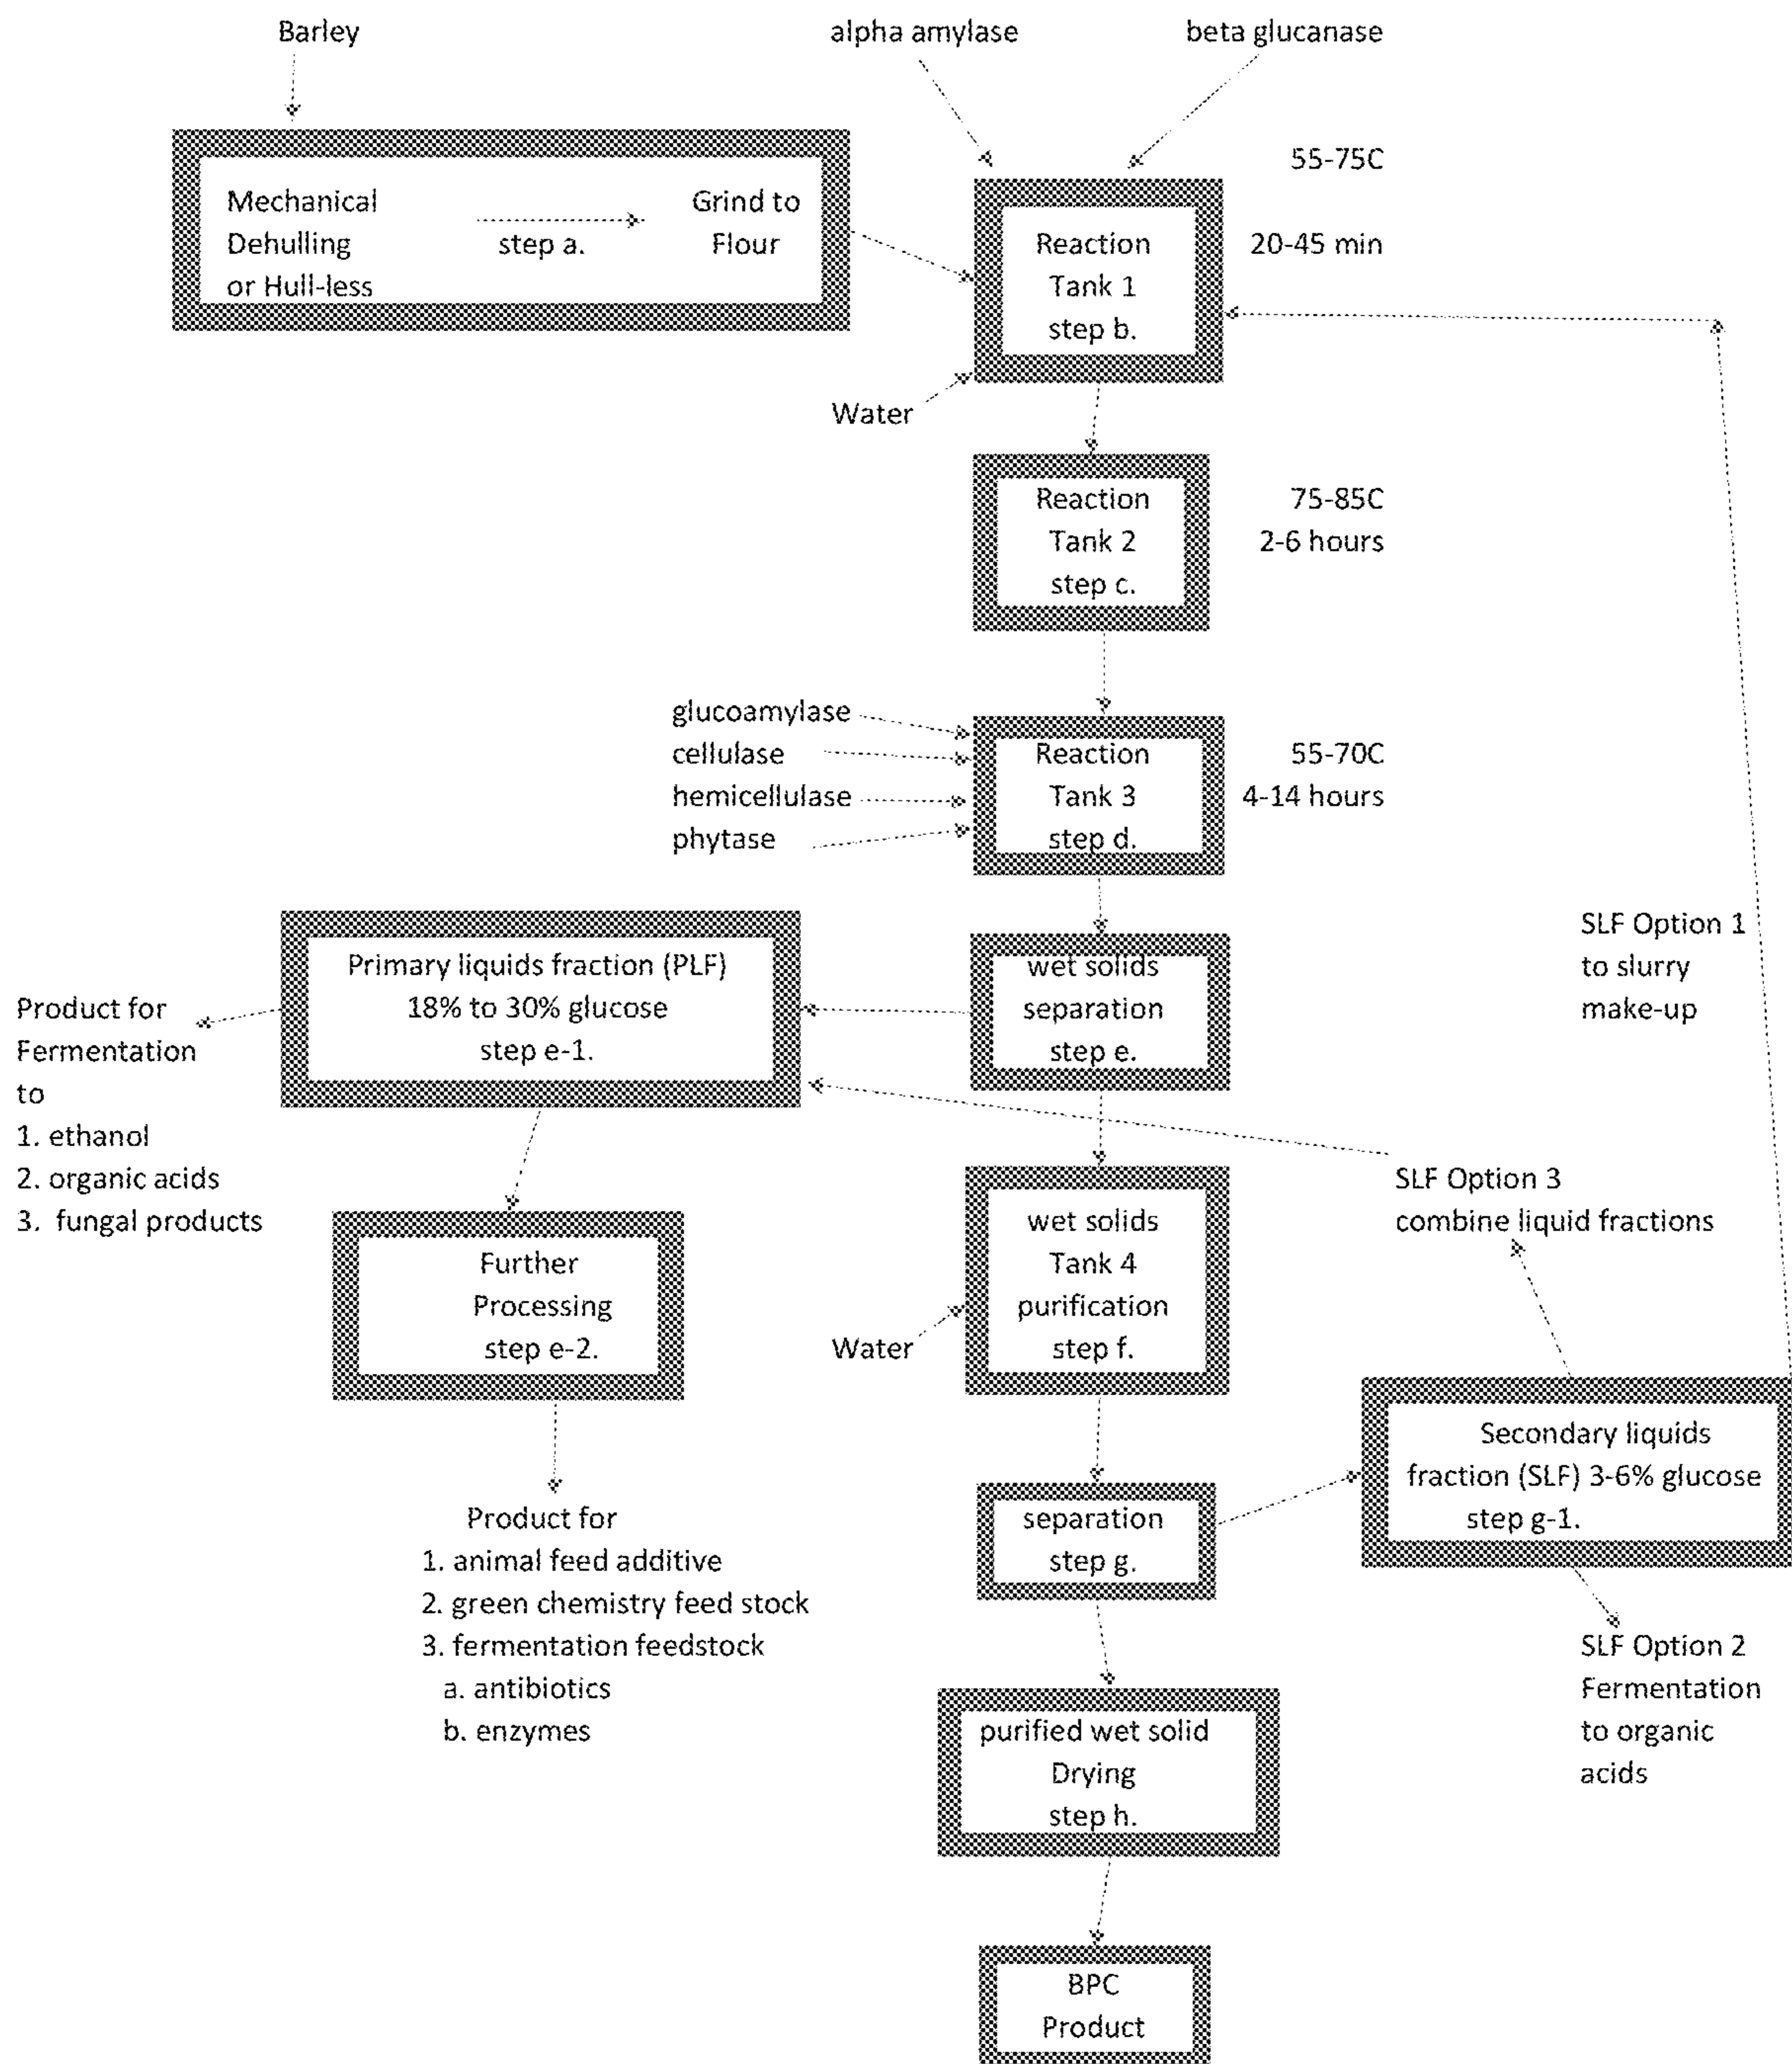 Barley
alpha amylase
beta glucanase
Mechanical
Dehulling
or Hull-less
step a.
Grind to
Flour
55-75C
20-45 min
Reaction
Tank 1
step b.
Water
Reaction
Tank 2
step c.
75-85C
2-6 hours
glucoamylase
cellulase
hemicellulase
phytase
Reaction
Tank 3
step d.
55-70C
4-14 hours
Primary liquids fraction (PLF)
18% to 30% glucose
step e-1.
wet solids
separation
step e.
SLF Option 1
to slurry
make-up
Product for
Fermentation
to
1. ethanol
2. organic acids
3. fungal products
Further
Processing
step e-2.
wet solids
Tank 4
purification
step f.
Water
SLF Option 3
combine liquid fractions
Secondary liquids
fraction (SLF) 3-6% glucose
step g-1.
Product for
1. animal feed additive
2. green chemistry feed stock
3. fermentation feedstock
a. antibiotics
b. enzymes
separation
step g.
SLF Option 2
Fermentation
to organic
acids
purified wet solid
Drying
step h.
BPC
Product